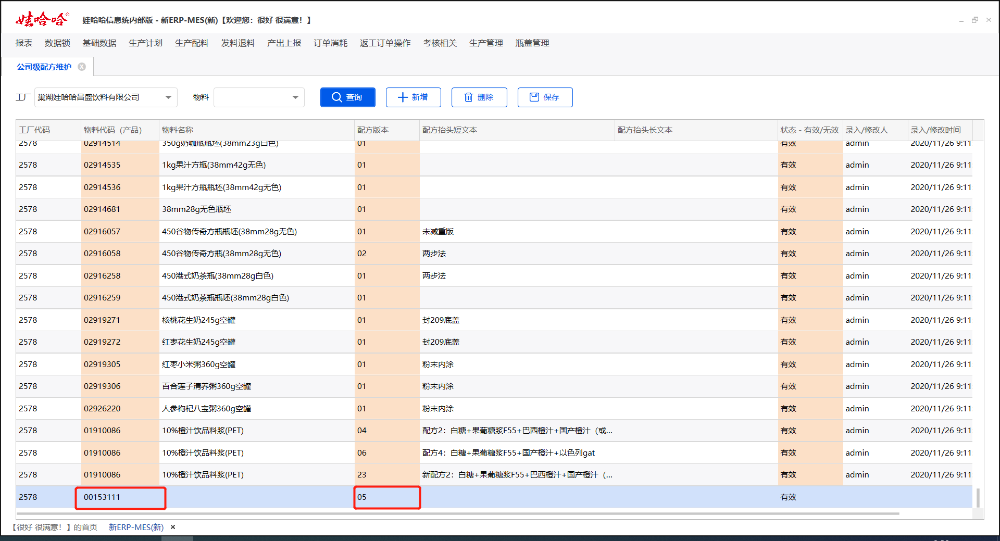 娃哈哈®
娃哈哈信息统内部版 - 新ERP-MES(新)【欢迎您：很好 很满意！】
报表 数据锁 基础数据 生产计划 生产配料 发料退料 产出上报 订单消耗 返工订单操作 考核相关 生产管理 瓶盖管理
公司级配方维护
工厂 巢湖娃哈哈昌盛饮料有限公司 物料 查询 新增 删除 保存
工厂代码 物料代码（产品） 物料名称 配方版本 配方抬头短文本 配方抬头长文本 状态 - 有效/无效 录入/修改人 录入/修改时间
2578 02914514 350g奶咖瓶瓶坯(38mm23g白色) 01 有效 admin 2020/11/26 9:11
2578 02914535 1kg果汁方瓶(38mm42g无色) 01 有效 admin 2020/11/26 9:11
2578 02914536 1kg果汁方瓶瓶坯(38mm42g无色) 01 有效 admin 2020/11/26 9:11
2578 02914681 38mm28g无色瓶坯 01 有效 admin 2020/11/26 9:11
2578 02916057 450谷物传奇方瓶瓶坯(38mm28g无色) 01 未减重版 有效 admin 2020/11/26 9:11
2578 02916058 450谷物传奇方瓶(38mm28g无色) 02 两步法 有效 admin 2020/11/26 9:11
2578 02916258 450港式奶茶瓶(38mm28g白色) 01 两步法 有效 admin 2020/11/26 9:11
2578 02916259 450港式奶茶瓶瓶坯(38mm28g白色) 01 有效 admin 2020/11/26 9:11
2578 02919271 核桃花生奶245g空罐 01 封209底盖 有效 admin 2020/11/26 9:11
2578 02919272 红枣花生奶245g空罐 01 封209底盖 有效 admin 2020/11/26 9:11
2578 02919305 红枣小米粥360g空罐 01 粉末内涂 有效 admin 2020/11/26 9:11
2578 02919306 百合莲子清养粥360g空罐 01 粉末内涂 有效 admin 2020/11/26 9:11
2578 02926220 人参枸杞八宝粥360g空罐 01 粉末内涂 有效 admin 2020/11/26 9:11
2578 01910086 10%橙汁饮品料浆(PET) 04 配方2：白糖+果葡糖浆F55+巴西橙汁+国产橙汁（或... 有效 admin 2020/11/26 9:11
2578 01910086 10%橙汁饮品料浆(PET) 06 配方4：白糖+果葡糖浆F55+国产橙汁+以色列gat 有效 admin 2020/11/26 9:11
2578 01910086 10%橙汁饮品料浆(PET) 23 新配方2：白糖+果葡糖浆F55+巴西橙汁+国产橙汁（... 有效 admin 2020/11/26 9:11
2578 00153111 05 有效
【很好 很满意！】的首页 新ERP-MES(新)